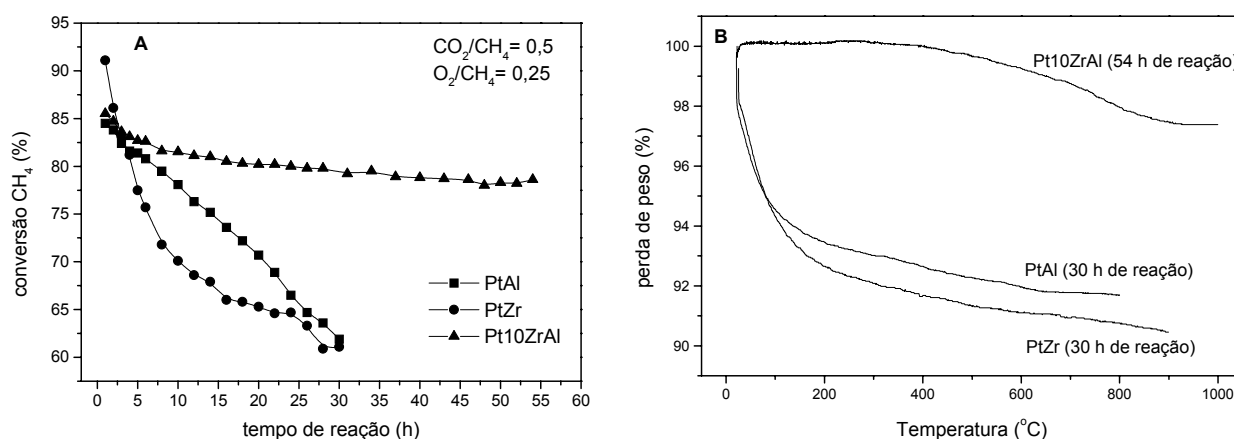 A
CO₂/CH₄= 0,5
O₂/CH₄= 0,25
conversão CH₄ (%)
95
90
85
80
75
70
65
60
PtAl
PtZr
Pt10ZrAl
0 5 10 15 20 25 30 35 40 45 50 55 60
tempo de reação (h)
B
perda de peso (%)
100
98
96
94
92
90
Pt10ZrAl (54 h de reação)
PtAl (30 h de reação)
PtZr (30 h de reação)
0 200 400 600 800 1000
Temperatura (°C)